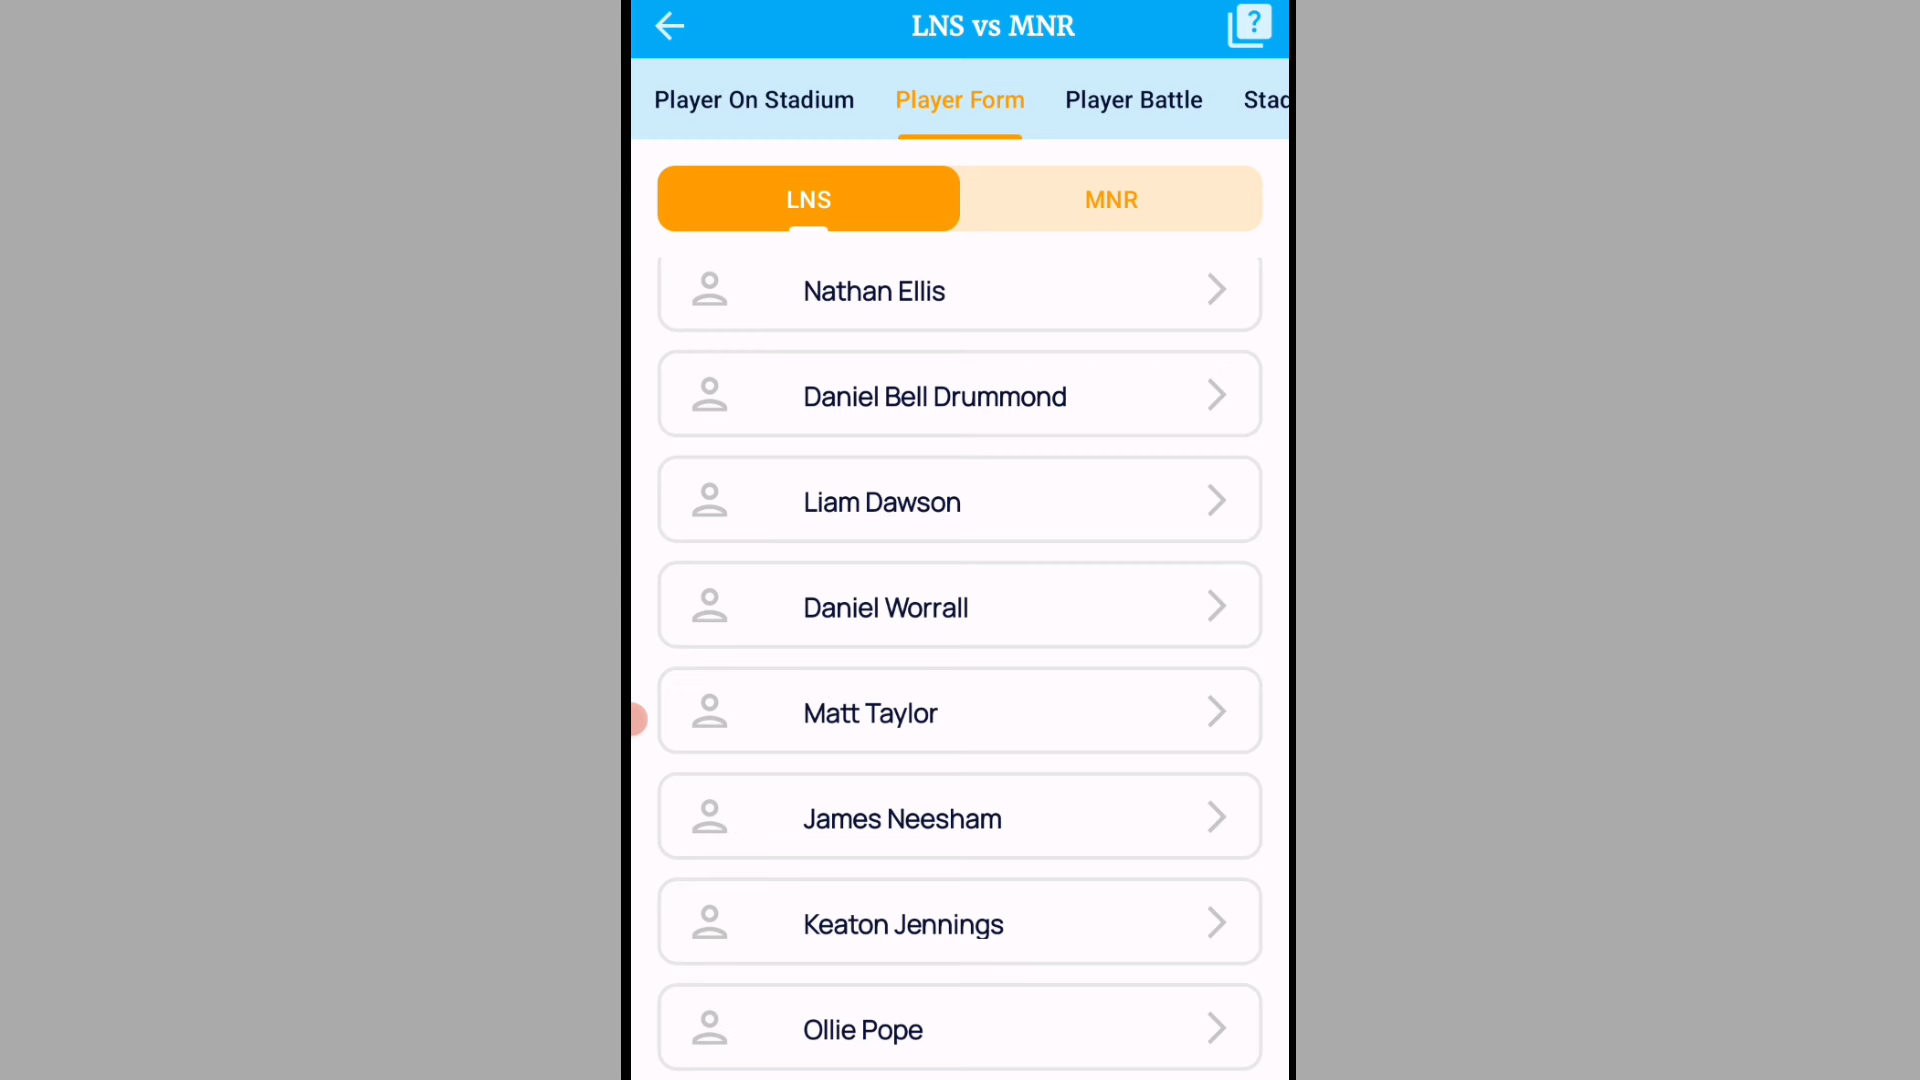 LNS vs MNR
?
Player On Stadium Player Form Player Battle Stad
LNS MNR
Nathan Ellis
Daniel Bell Drummond
Liam Dawson
Daniel Worrall
Matt Taylor
James Neesham
Keaton Jennings
Ollie Pope